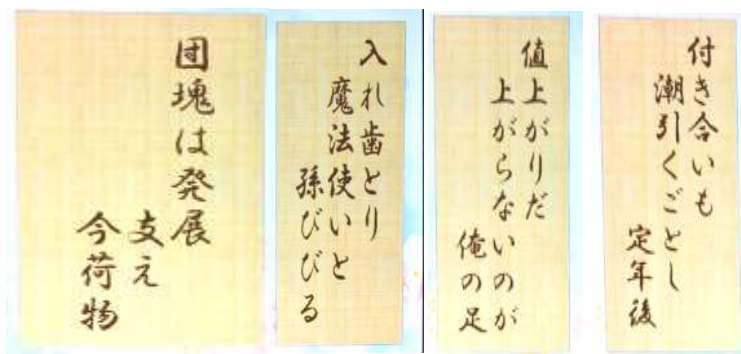 団塊は発展
支え
今荷物
入れ歯とり
魔法使いと
孫びびる
値上がりだ
上がらないのが
俺の足
付き合いも
潮引くごとし
定年後